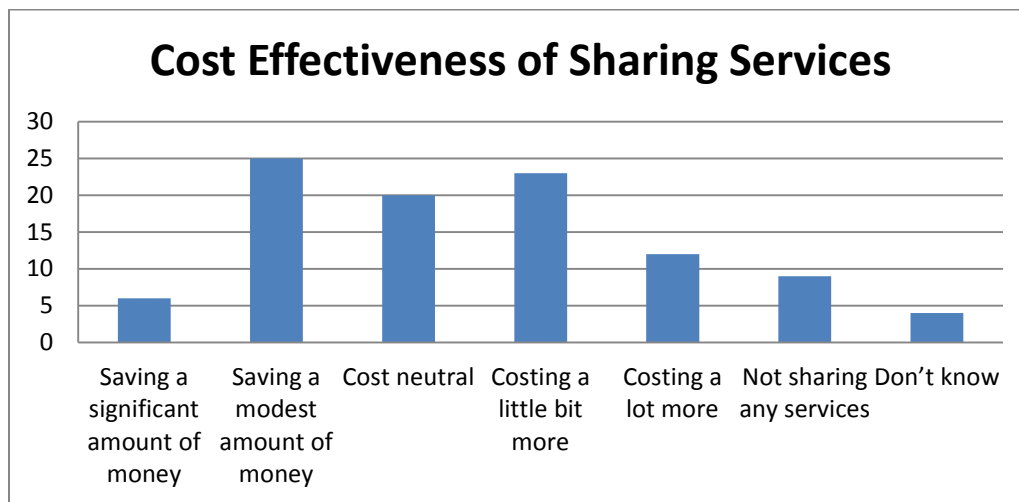 Cost Effectiveness of Sharing Services
30
25
20
15
10
5
0
Saving a
significant
amount of
money
Saving a
modest
amount of
money
Cost neutral
Costing a
little bit
more
Costing a
lot more
Not sharing
any services
Don’t know